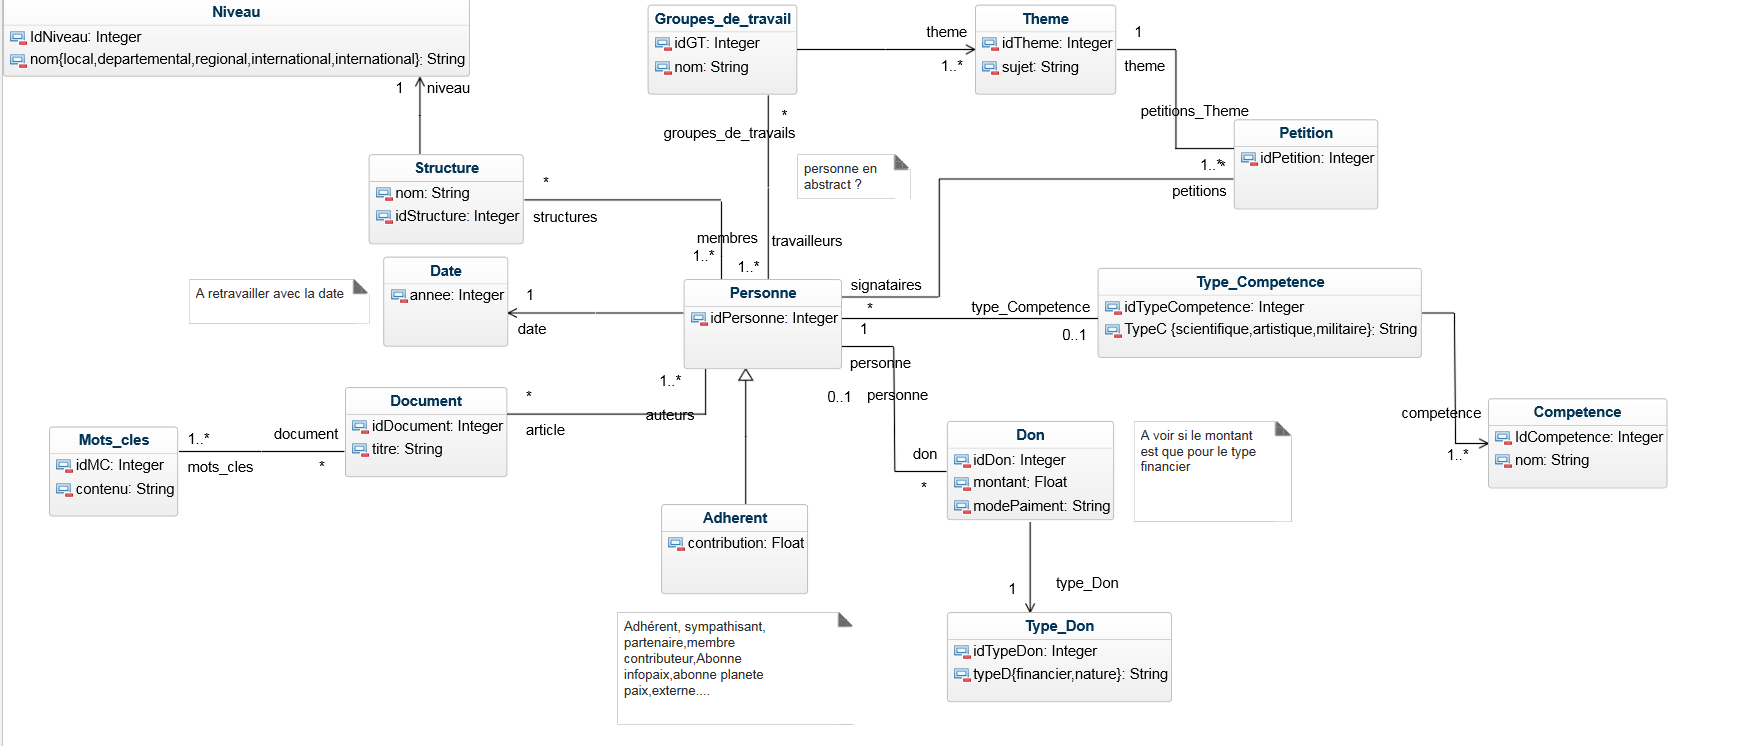 Niveau
IdNiveau: Integer
nom{local,departemental,regional,international,international}: String
1
niveau
Groupes_de_travail
idGT: Integer
nom: String
theme
1..*
Theme
idTheme: Integer
sujet: String
1
theme
petitions_Theme
1..*
*
groupes_de_travails
Petition
idPetition: Integer
*
petitions
personne en
abstract ?
Structure
nom: String
idStructure: Integer
*
structures
membres
1..*
travailleurs
1..*
A retravailler avec la date
Date
annee: Integer
1
date
Personne
idPersonne: Integer
signataires
*
type_Competence
0..1
1
personne
Type_Competence
idTypeCompetence: Integer
TypeC {scientifique,artistique,militaire}: String
competence
1..*
Competence
IdCompetence: Integer
nom: String
1..*
auteurs
0..1
personne
Document
idDocument: Integer
titre: String
*
article
Mots_cles
idMC: Integer
contenu: String
1..*
mots_cles
document
*
don
*
Don
idDon: Integer
montant: Float
modePaiment: String
A voir si le montant
est que pour le type
financier
Adherent
contribution: Float
1
type_Don
Type_Don
idTypeDon: Integer
typeD{financier,nature}: String
Adhérent, sympathisant,
partenaire,membre
contributeur,Abonne
infopaix,abonne planete
paix,externe....